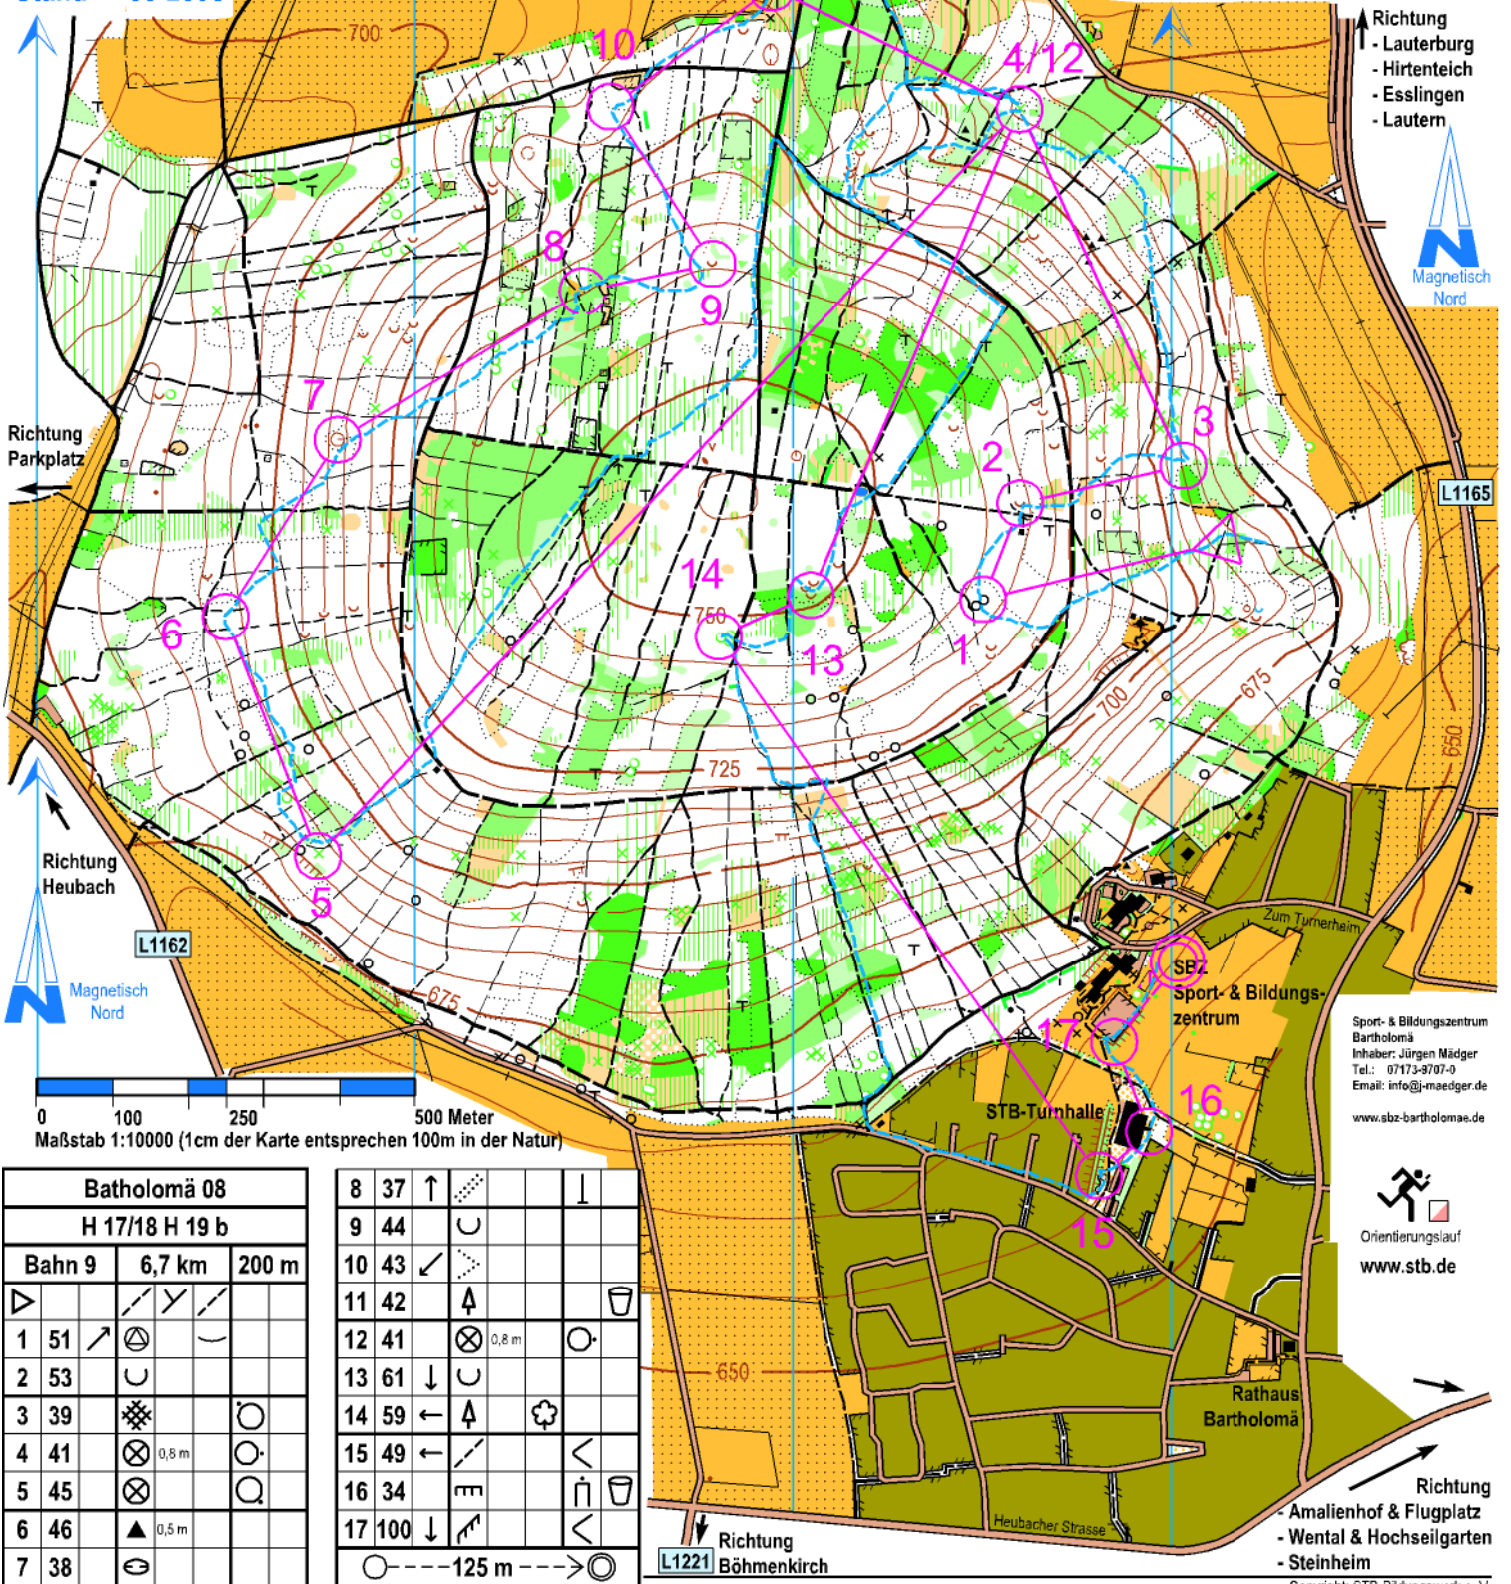 700
10
4/12
Richtung
- Lauterburg
- Hirtenteich
- Esslingen
- Lautern
N
Magnetisch
Nord
8
9
7
3
2
Richtung
Parkplatz
L1165
14
750
6
13
1
700
675
650
725
Richtung
Heubach
5
L1162
N
Magnetisch
Nord
675
Zum Turnerheim
SBZ
Sport- & Bildungs-
zentrum
17
16
STB-Turnhalle
15
Sport- & Bildungszentrum
Bartholomä
Inhaber: Jürgen Mädger
Tel.: 07173-9707-0
Email: info@j-maedger.de
www.sbz-bartholomae.de
0 100 250 500 Meter
Maßstab 1:10000 (1cm der Karte entsprechen 100m in der Natur)
Orientierungslauf
www.stb.de
Batholomä 08
H 17/18 H 19 b
Bahn 9 6,7 km 200 m
1 51
2 53
3 39
4 41 0,8 m
5 45
6 46 0,5 m
7 38
8 37
9 44
10 43
11 42
12 41 0,8 m
13 61
14 59
15 49
16 34
17 100
125 m
650
Rathaus
Bartholomä
Heubacher Strasse
L1221
Richtung
Böhmenkirch
Richtung
- Amalienhof & Flugplatz
- Wental & Hochseilgarten
- Steinheim